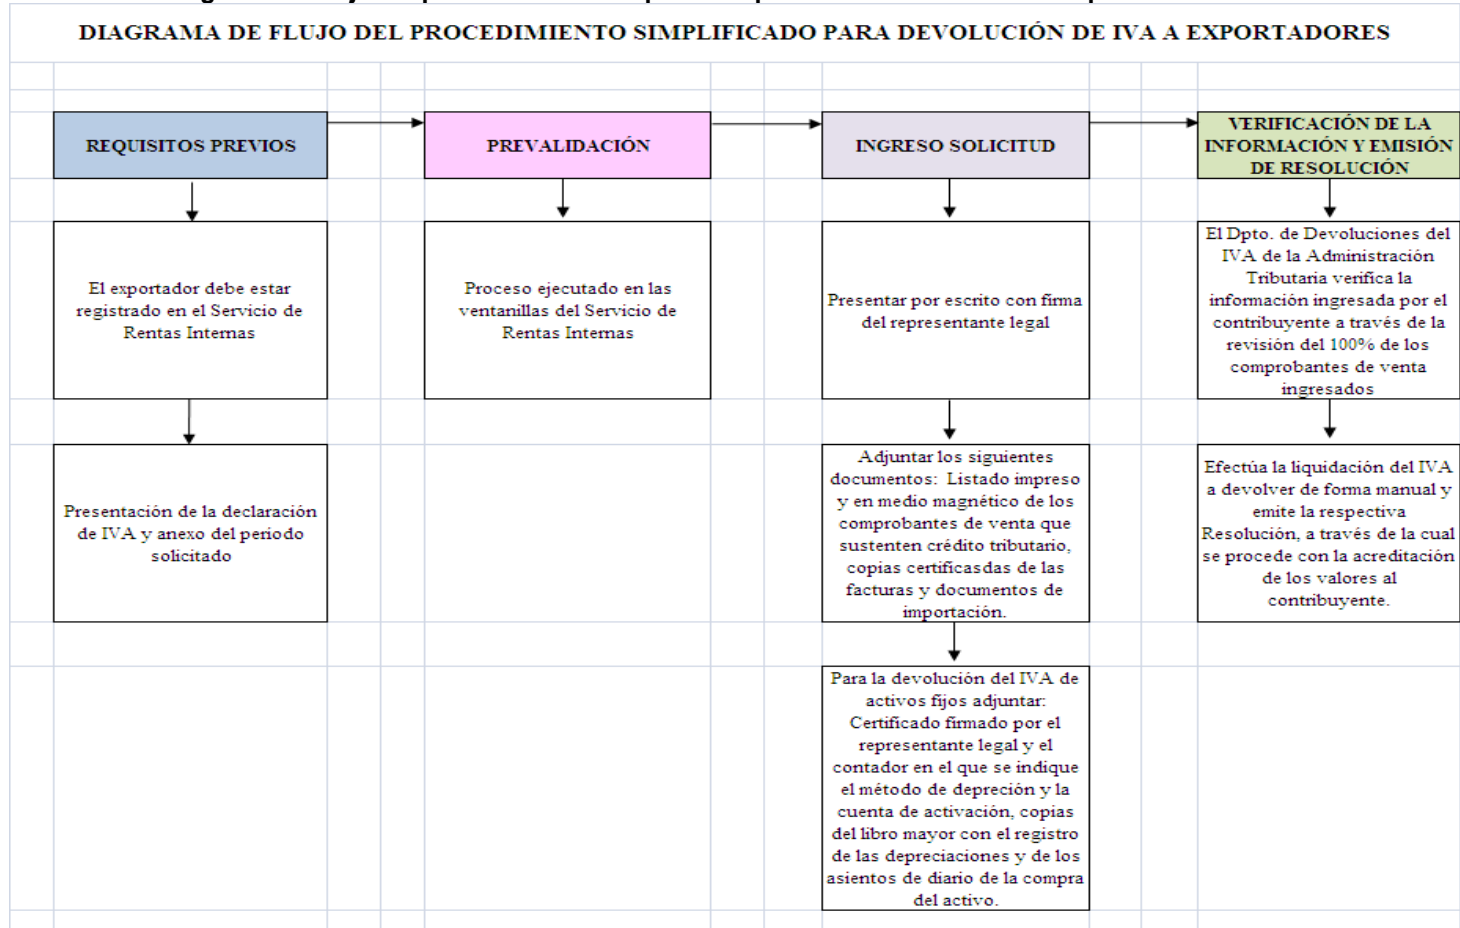 DIAGRAMA DE FLUJO DEL PROCEDIMIENTO SIMPLIFICADO PARA DEVOLUCIÓN DE IVA A EXPORTADORES
REQUISITOS PREVIOS
El exportador debe estar
registrado en el Servicio de
Rentas Internas
Presentación de la declaración
de IVA y anexo del período
solicitado
PREVALIDACIÓN
Proceso ejecutado en las
ventanillas del Servicio de
Rentas Internas
INGRESO SOLICITUD
Presentar por escrito con firma
del representante legal
Adjuntar los siguientes
documentos: Listado impreso
y en medio magnético de los
comprobantes de venta que
sustenten crédito tributario,
copias certificasdas de las
facturas y documentos de
importación.
Para la devolución del IVA de
activos fijos adjuntar:
Certificado firmado por el
representante legal y el
contador en el que se indique
el método de depreción y la
cuenta de activación, copias
del libro mayor con el registro
de las depreciaciones y de los
asientos de diario de la compra
del activo.
VERIFICACIÓN DE LA
INFORMACIÓN Y EMISIÓN
DE RESOLUCIÓN
El Dpto. de Devoluciones del
IVA de la Administración
Tributaria verifica la
información ingresada por el
contribuyente a través de la
revisión del 100% de los
comprobantes de venta
ingresados
Efectúa la liquidación del IVA
a devolver de forma manual y
emite la respectiva
Resolución, a través de la cual
se procede con la acreditación
de los valores al
contribuyente.